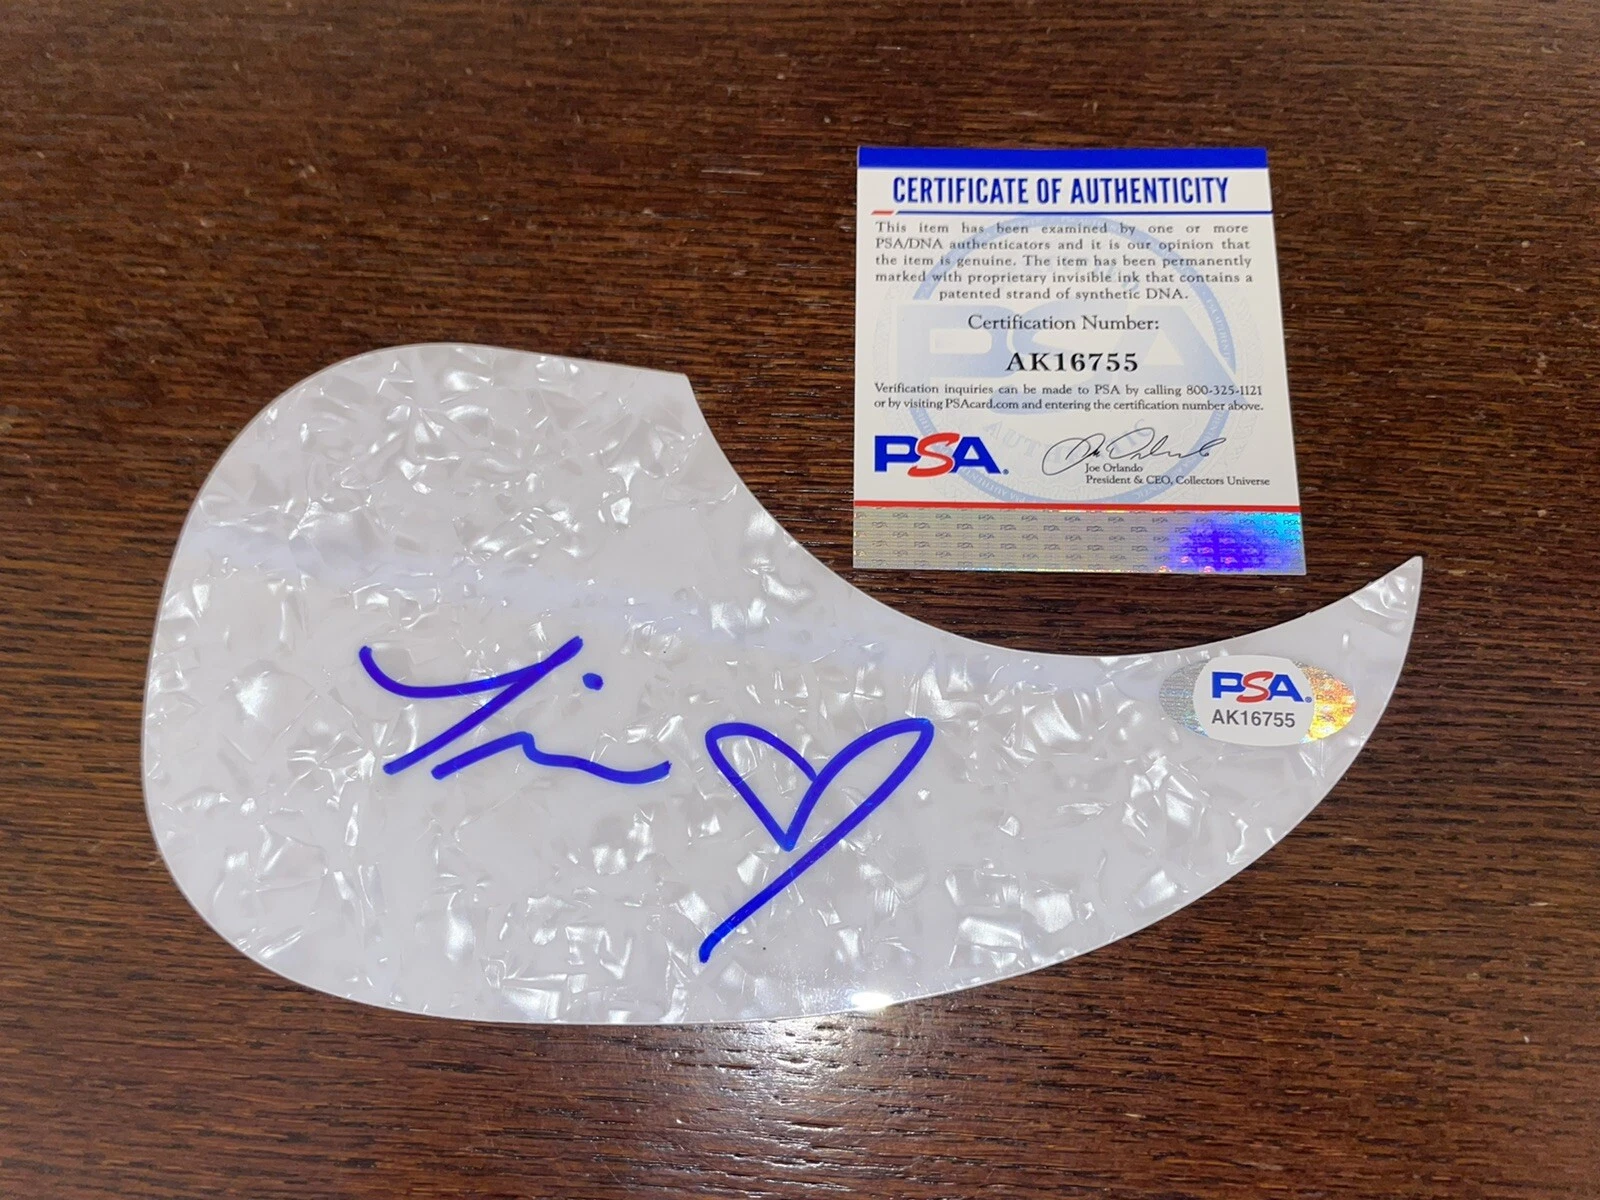 CERTIFICATE OF AUTHENTICITY
This item has been examined by one or more
PSA/DNA authenticators and it is our opinion that
the item is genuine. The item has been permanently
marked with proprietary invisible ink that contains a
patented strand of synthetic DNA.
Certification Number:
AK16755
Verification inquiries can be made to PSA by calling 800-325-1121
or by visiting PSAcard.com and entering the certification number above.
PSA®
Joe Orlando
President & CEO, Collectors Universe
PSA®
AK16755